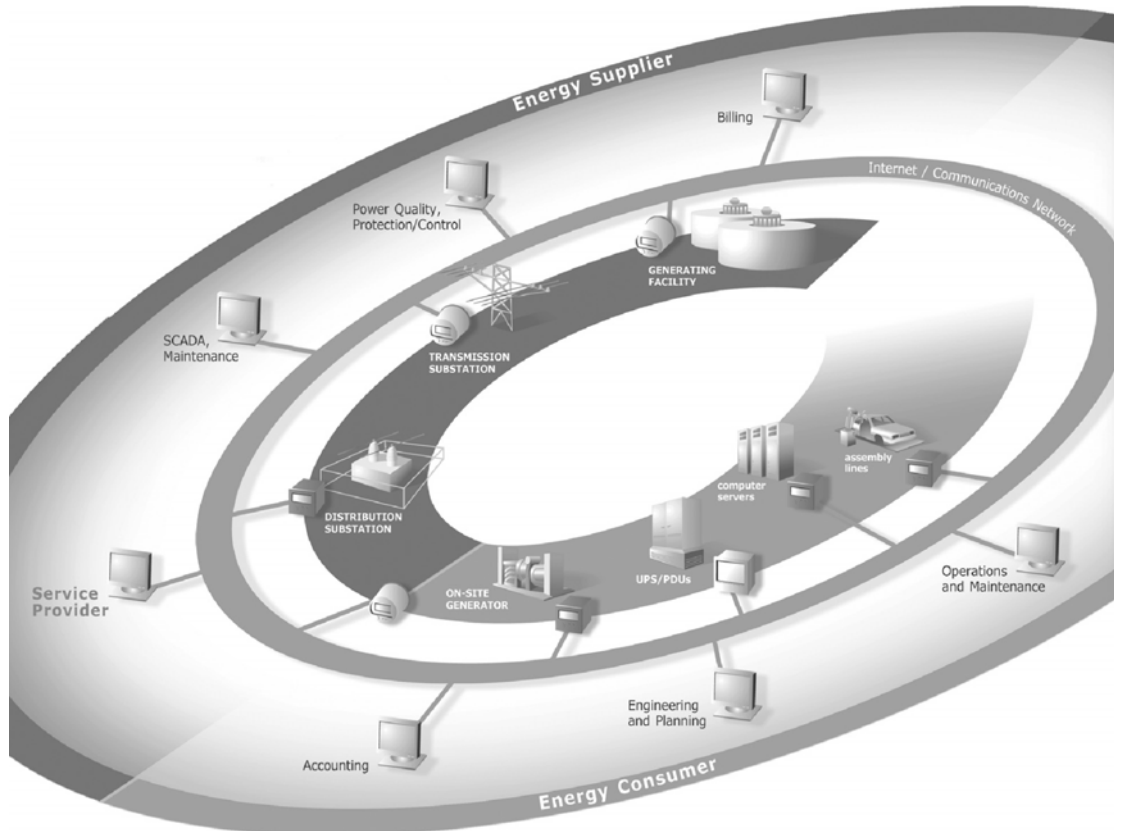 Energy Supplier
Billing
Internet / Communications Network
Power Quality,
Protection/Control
GENERATING
FACILITY
SCADA,
Maintenance
TRANSMISSION
SUBSTATION
assembly
lines
computer
servers
DISTRIBUTION
SUBSTATION
UPS/PDUs
Operations
and Maintenance
Service
Provider
ON-SITE
GENERATOR
Engineering
and Planning
Accounting
Energy Consumer